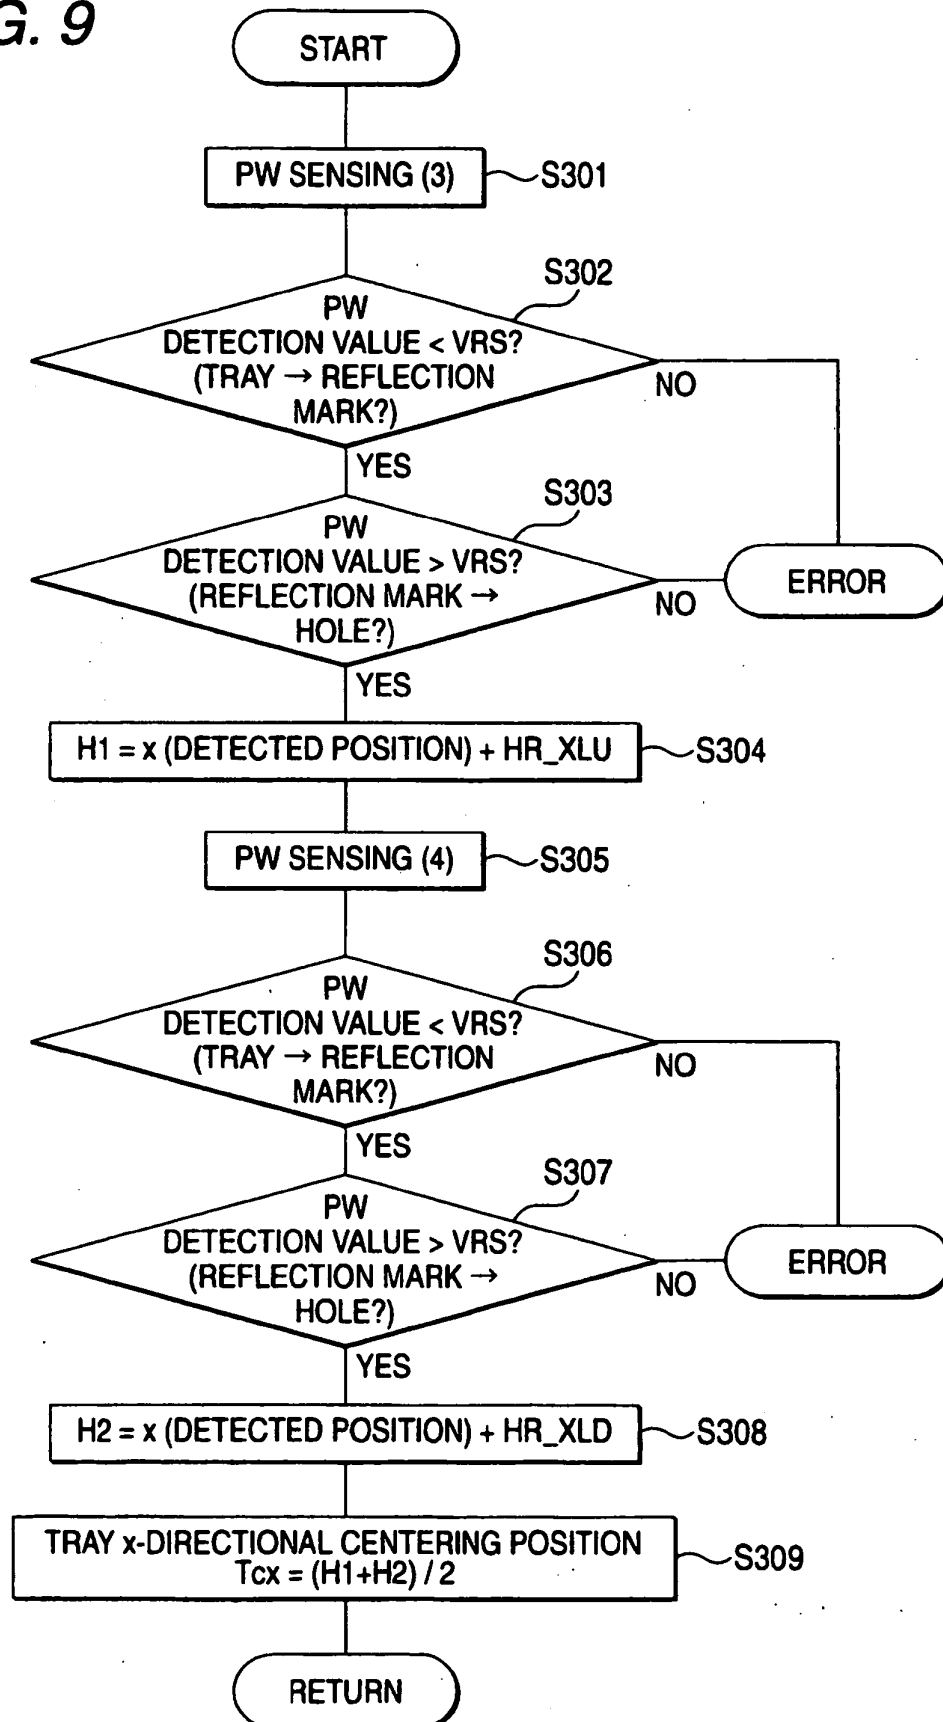 G. 9
START
PW SENSING (3)
S301
S302
PW
DETECTION VALUE < VRS?
(TRAY → REFLECTION
MARK?)
NO
YES
S303
PW
DETECTION VALUE > VRS?
(REFLECTION MARK →
HOLE?)
NO
ERROR
YES
H1 = x (DETECTED POSITION) + HR_XLU
S304
PW SENSING (4)
S305
S306
PW
DETECTION VALUE < VRS?
(TRAY → REFLECTION
MARK?)
NO
YES
S307
PW
DETECTION VALUE > VRS?
(REFLECTION MARK →
HOLE?)
NO
ERROR
YES
H2 = x (DETECTED POSITION) + HR_XLD
S308
TRAY x-DIRECTIONAL CENTERING POSITION
Tcx = (H1+H2) / 2
S309
RETURN